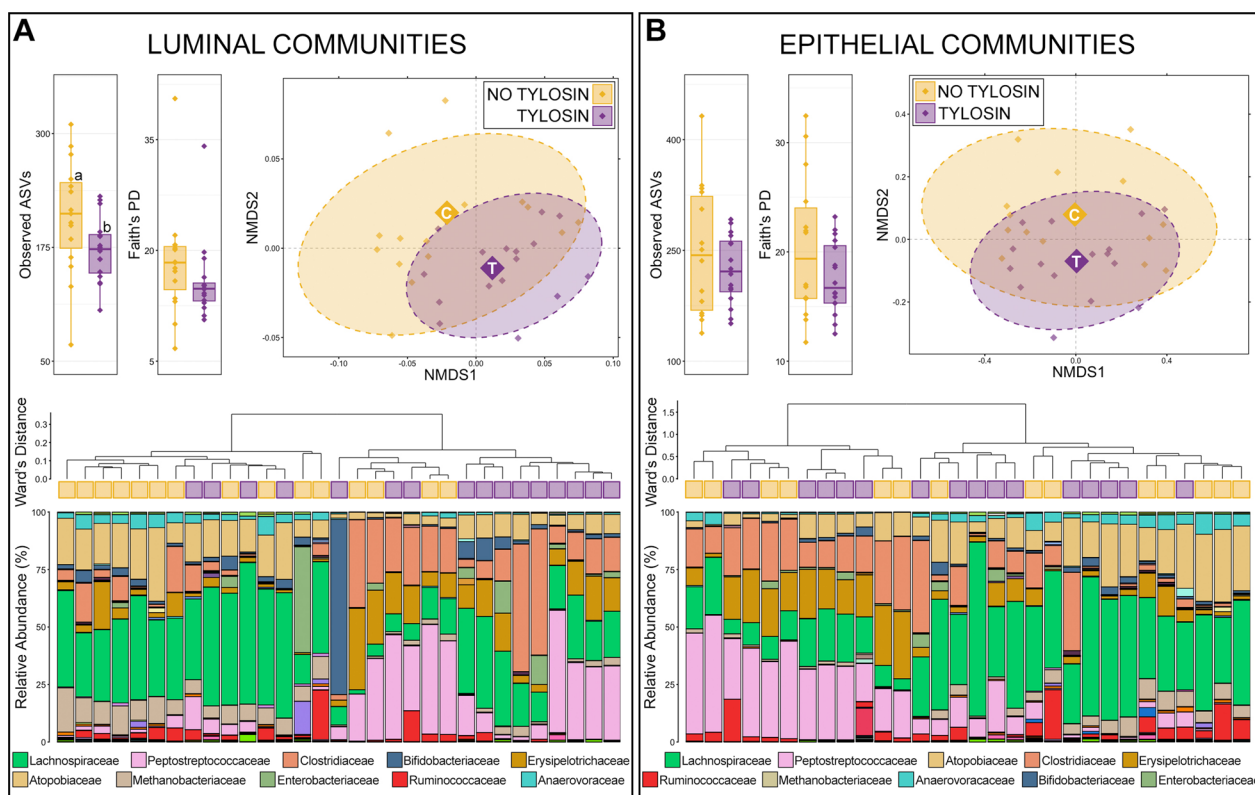 A
LUMINAL COMMUNITIES
Observed ASVs
300
175
50
a
b
Faith's PD
35
20
5
NO TYLOSIN
TYLOSIN
NMDS2
0.05
0.00
-0.05
C
T
-0.10
-0.05
0.00
0.05
0.10
NMDS1
Ward's Distance
0.3
0.2
0.1
0.0
Relative Abundance (%)
100
75
50
25
0
Lachnospiraceae
Peptostreptococcaceae
Clostridiaceae
Bifidobacteriaceae
Erysipelotrichaceae
Atopobiaceae
Methanobacteriaceae
Enterobacteriaceae
Ruminococcaceae
Anaerovoraceae
B
EPITHELIAL COMMUNITIES
Observed ASVs
400
250
100
Faith's PD
30
20
10
NO TYLOSIN
TYLOSIN
NMDS2
0.4
0.2
0.0
-0.2
C
T
-0.4
0.0
0.4
NMDS1
Ward's Distance
1.5
1.0
0.5
0.0
Relative Abundance (%)
100
75
50
25
0
Lachnospiraceae
Peptostreptococcaceae
Atopobiaceae
Clostridiaceae
Erysipelotrichaceae
Ruminococcaceae
Methanobacteriaceae
Anaerovoracaceae
Bifidobacteriaceae
Enterobacteriaceae